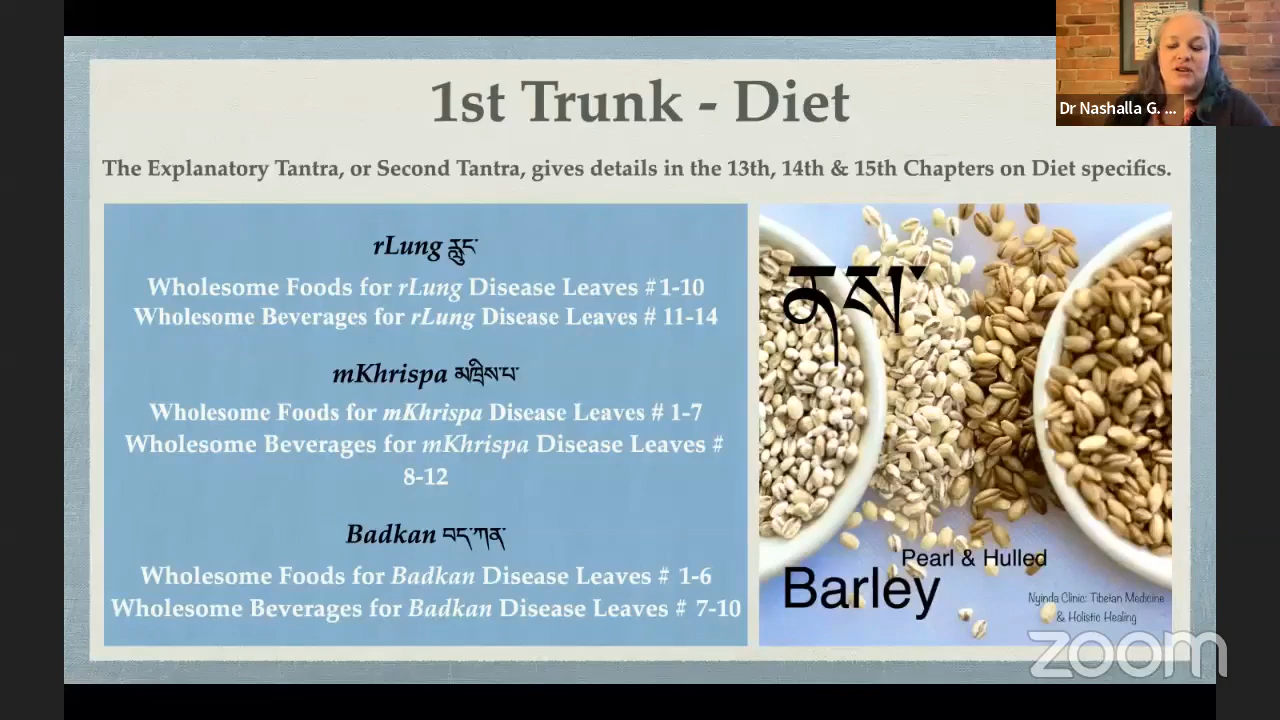 1st Trunk - Diet
The Explanatory Tantra, or Second Tantra, gives details in the 13th, 14th & 15th Chapters on Diet specifics.
rLung རླུང་
Wholesome Foods for rLung Disease Leaves #1-10
Wholesome Beverages for rLung Disease Leaves # 11-14
mKhrispa མཁྲིས་པ་
Wholesome Foods for mKhrispa Disease Leaves # 1-7
Wholesome Beverages for mKhrispa Disease Leaves #
8-12
Badkan བད་ཀན་
Wholesome Foods for Badkan Disease Leaves # 1-6
Wholesome Beverages for Badkan Disease Leaves # 7-10
ནས་
Pearl & Hulled
Barley
Nyinda Clinic: Tibetan Medicine
& Holistic Healing
Dr Nashalla G. ...
zoom